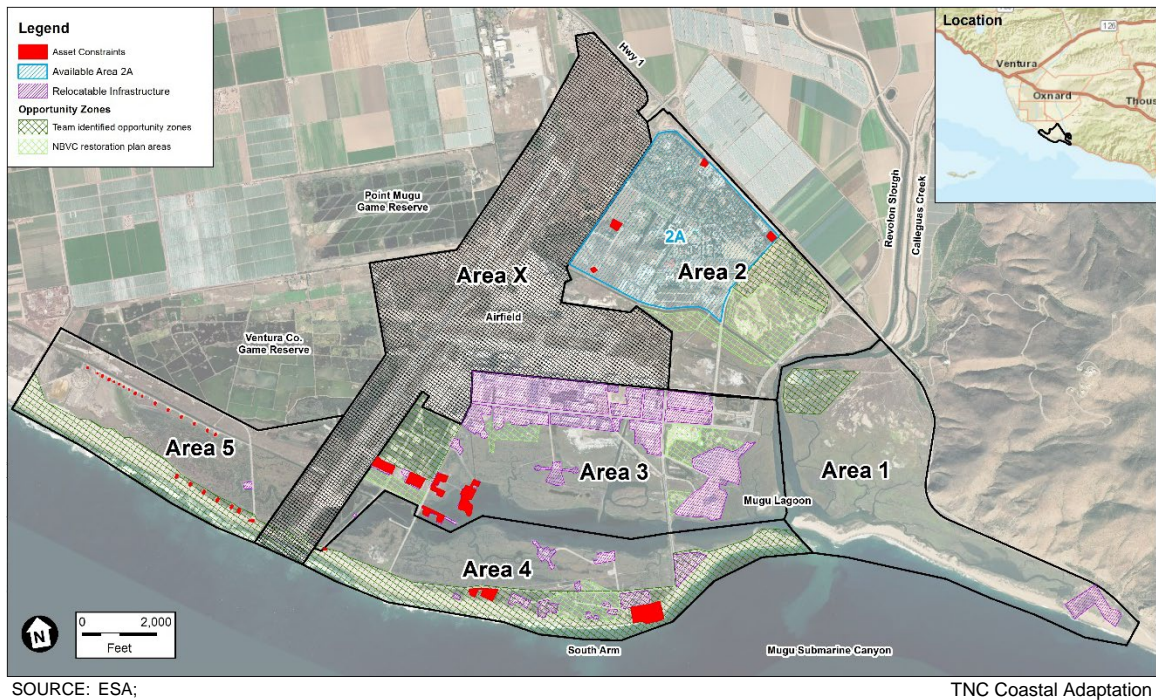 Legend
Asset Constraints
Available Area 2A
Relocatable Infrastructure
Opportunity Zones
Team identified opportunity zones
NBVC restoration plan areas
Location
126
Ventura
Oxnard
Thous
Hwy 1
Point Mugu
Game Reserve
Revolon Slough
Calleguas Creek
2A
Area 2
Area X
Airfield
Ventura Co.
Game Reserve
Area 5
Area 3
Area 1
Mugu Lagoon
Area 4
N
0 2,000
Feet
South Arm
Mugu Submarine Canyon
SOURCE: ESA;
TNC Coastal Adaptation